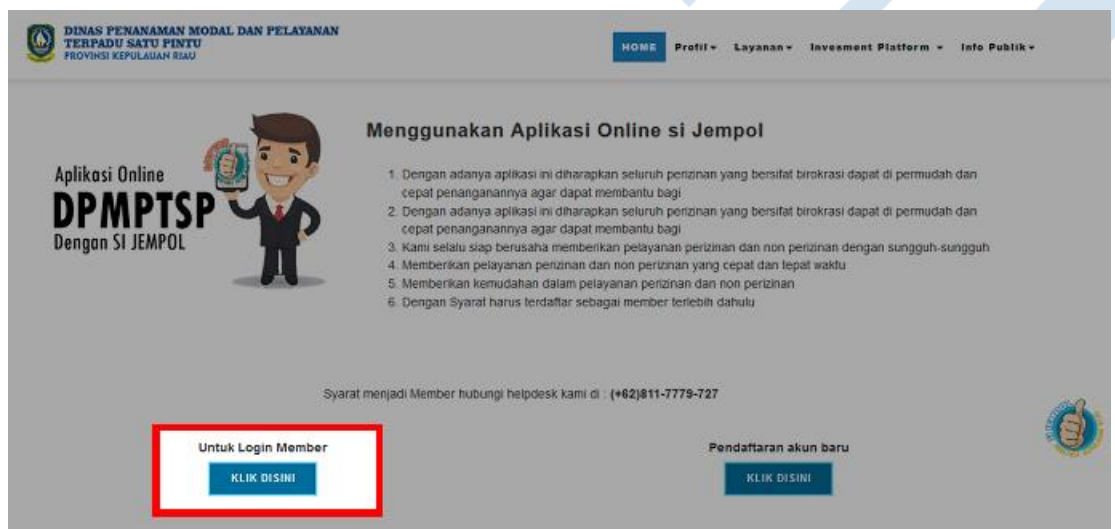 DINAS PENANAMAN MODAL DAN PELAYANAN
TERPADU SATU PINTU
PROVINSI KEPULAUAN RIAU
HOME Profil Layanan Invesment Platform Info Publik
Aplikasi Online
DPMPTSP
Dengan SI JEMPOL
Menggunakan Aplikasi Online si Jempol
1. Dengan adanya aplikasi ini diharapkan seluruh perizinan yang bersifat birokrasi dapat di permudah dan
cepat penanganannya agar dapat membantu bagi
2. Dengan adanya aplikasi ini diharapkan seluruh perizinan yang bersifat birokrasi dapat di permudah dan
cepat penanganannya agar dapat membantu bagi
3. Kami selalu siap berusaha memberikan pelayanan perizinan dan non perizinan dengan sungguh-sungguh
4. Memberikan pelayanan perizinan dan non perizinan yang cepat dan tepat waktu
5. Memberikan kemudahan dalam pelayanan perizinan dan non perizinan
6. Dengan Syarat harus terdaftar sebagai member terlebih dahulu
Syarat menjadi Member hubungi helpdesk kami di : (+62)811-7779-727
Untuk Login Member
KLIK DISINI
Pendaftaran akun baru
KLIK DISINI